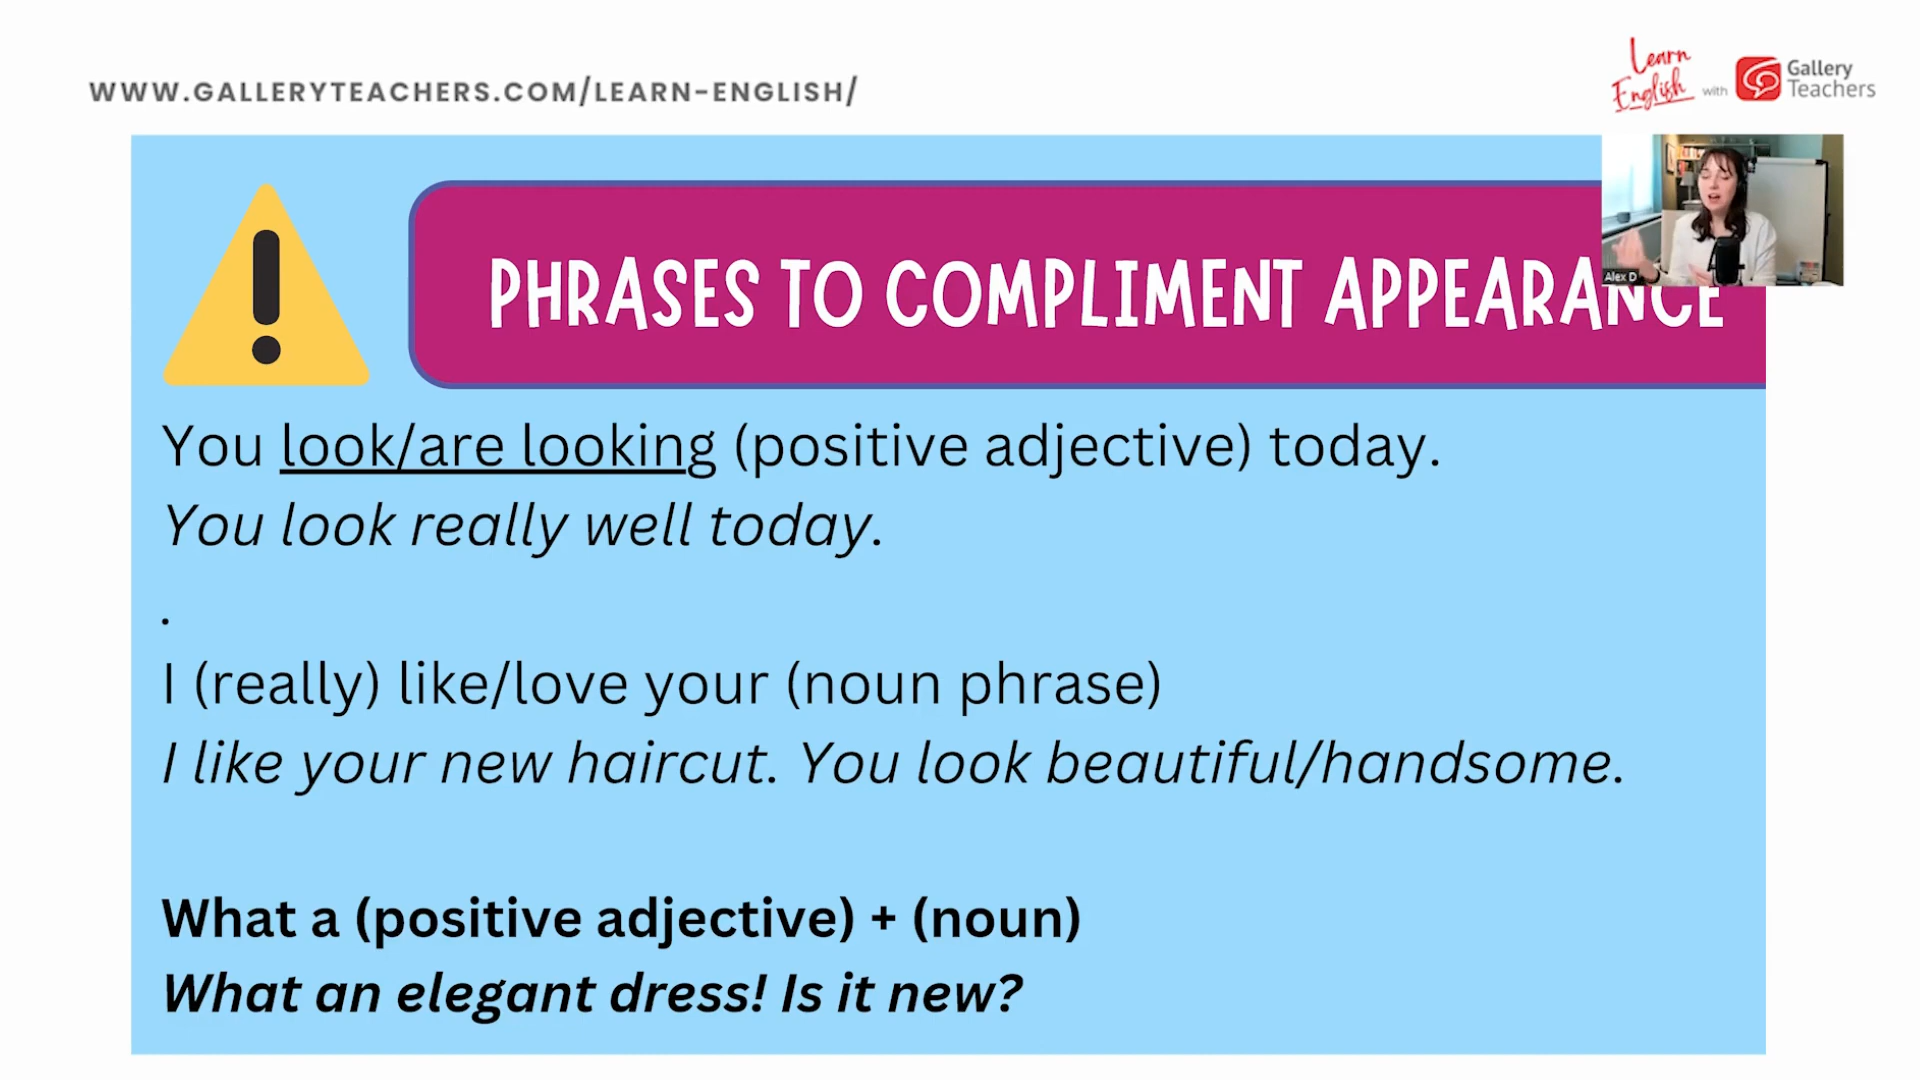 WWW.GALLERYTEACHERS.COM/LEARN-ENGLISH/
Learn
English with Gallery
Teachers
Alex D
PHRASES TO COMPLIMENT APPEARANCE
You look/are looking (positive adjective) today.
You look really well today.
.
I (really) like/love your (noun phrase)
I like your new haircut. You look beautiful/handsome.
What a (positive adjective) + (noun)
What an elegant dress! Is it new?